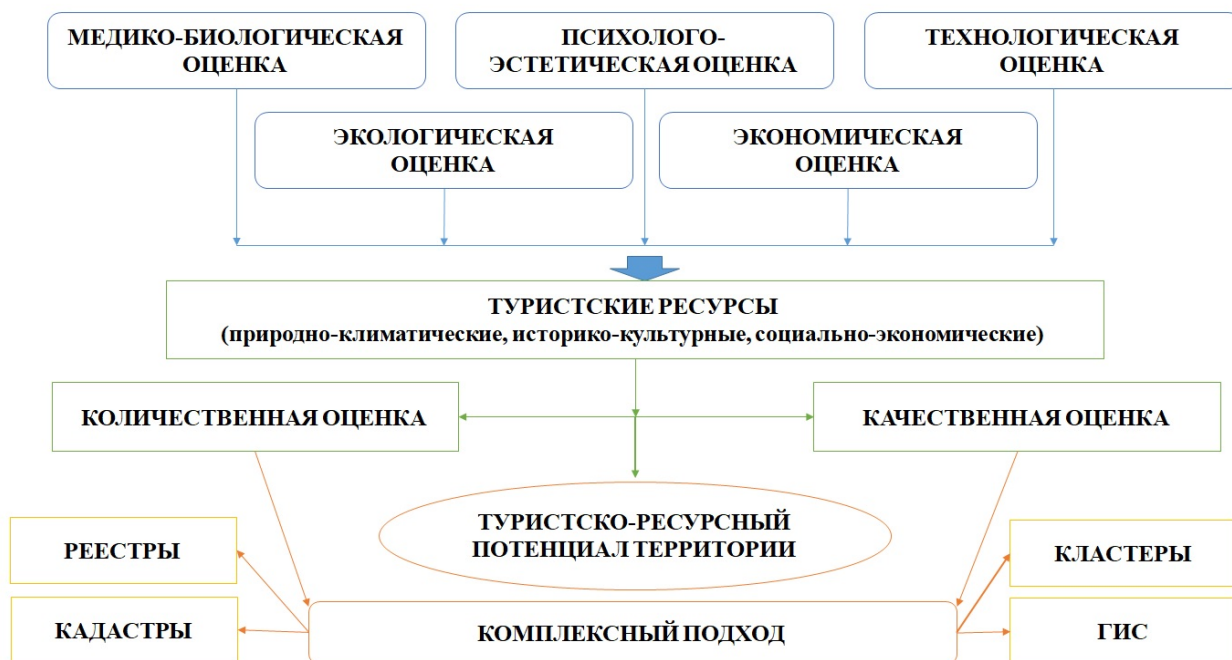 МЕДИКО-БИОЛОГИЧЕСКАЯ
ОЦЕНКА
ПСИХОЛОГО-
ЭСТЕТИЧЕСКАЯ ОЦЕНКА
ТЕХНОЛОГИЧЕСКАЯ
ОЦЕНКА
ЭКОЛОГИЧЕСКАЯ
ОЦЕНКА
ЭКОНОМИЧЕСКАЯ
ОЦЕНКА
ТУРИСТСКИЕ РЕСУРСЫ
(природно-климатические, историко-культурные, социально-экономические)
КОЛИЧЕСТВЕННАЯ ОЦЕНКА
КАЧЕСТВЕННАЯ ОЦЕНКА
ТУРИСТСКО-РЕСУРСНЫЙ
ПОТЕНЦИАЛ ТЕРРИТОРИИ
РЕЕСТРЫ
КЛАСТЕРЫ
КАДАСТРЫ
КОМПЛЕКСНЫЙ ПОДХОД
ГИС